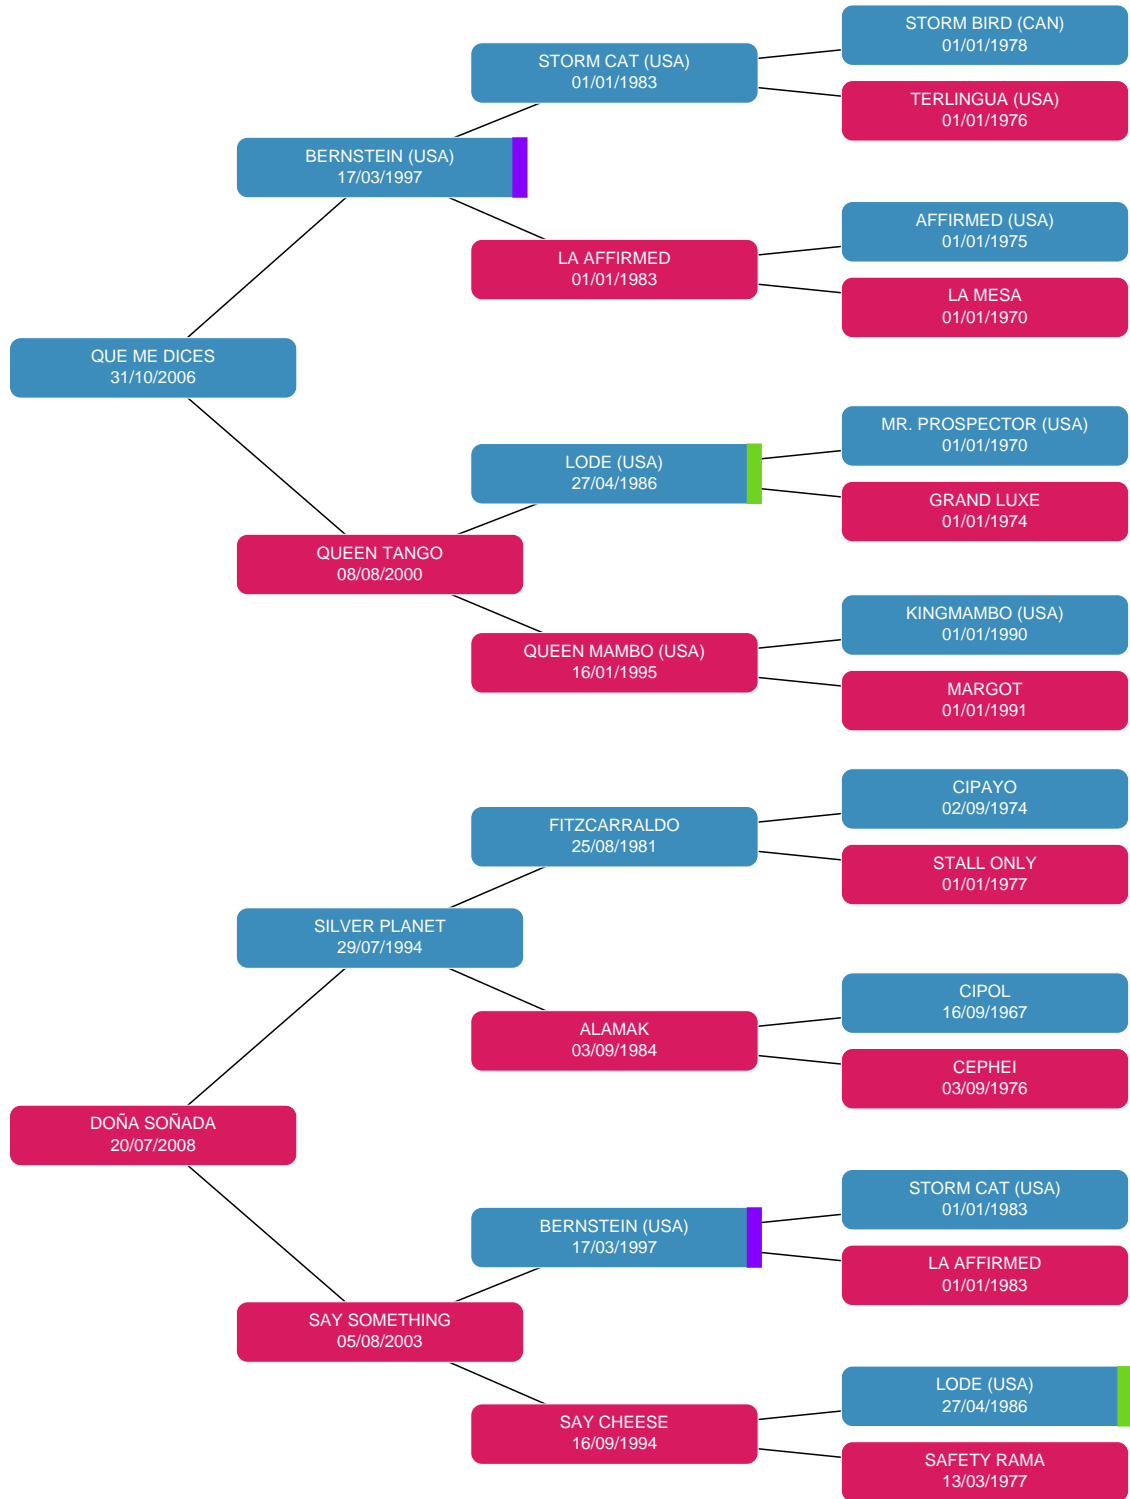 STORM BIRD (CAN)
01/01/1978
STORM CAT (USA)
01/01/1983
TERLINGUA (USA)
01/01/1976
BERNSTEIN (USA)
17/03/1997
AFFIRMED (USA)
01/01/1975
LA AFFIRMED
01/01/1983
LA MESA
01/01/1970
QUE ME DICES
31/10/2006
MR. PROSPECTOR (USA)
01/01/1970
LODE (USA)
27/04/1986
GRAND LUXE
01/01/1974
QUEEN TANGO
08/08/2000
KINGMAMBO (USA)
01/01/1990
QUEEN MAMBO (USA)
16/01/1995
MARGOT
01/01/1991
CIPAYO
02/09/1974
FITZCARRALDO
25/08/1981
STALL ONLY
01/01/1977
SILVER PLANET
29/07/1994
CIPOL
16/09/1967
ALAMAK
03/09/1984
CEPHEI
03/09/1976
DOÑA SOÑADA
20/07/2008
STORM CAT (USA)
01/01/1983
BERNSTEIN (USA)
17/03/1997
LA AFFIRMED
01/01/1983
SAY SOMETHING
05/08/2003
LODE (USA)
27/04/1986
SAY CHEESE
16/09/1994
SAFETY RAMA
13/03/1977